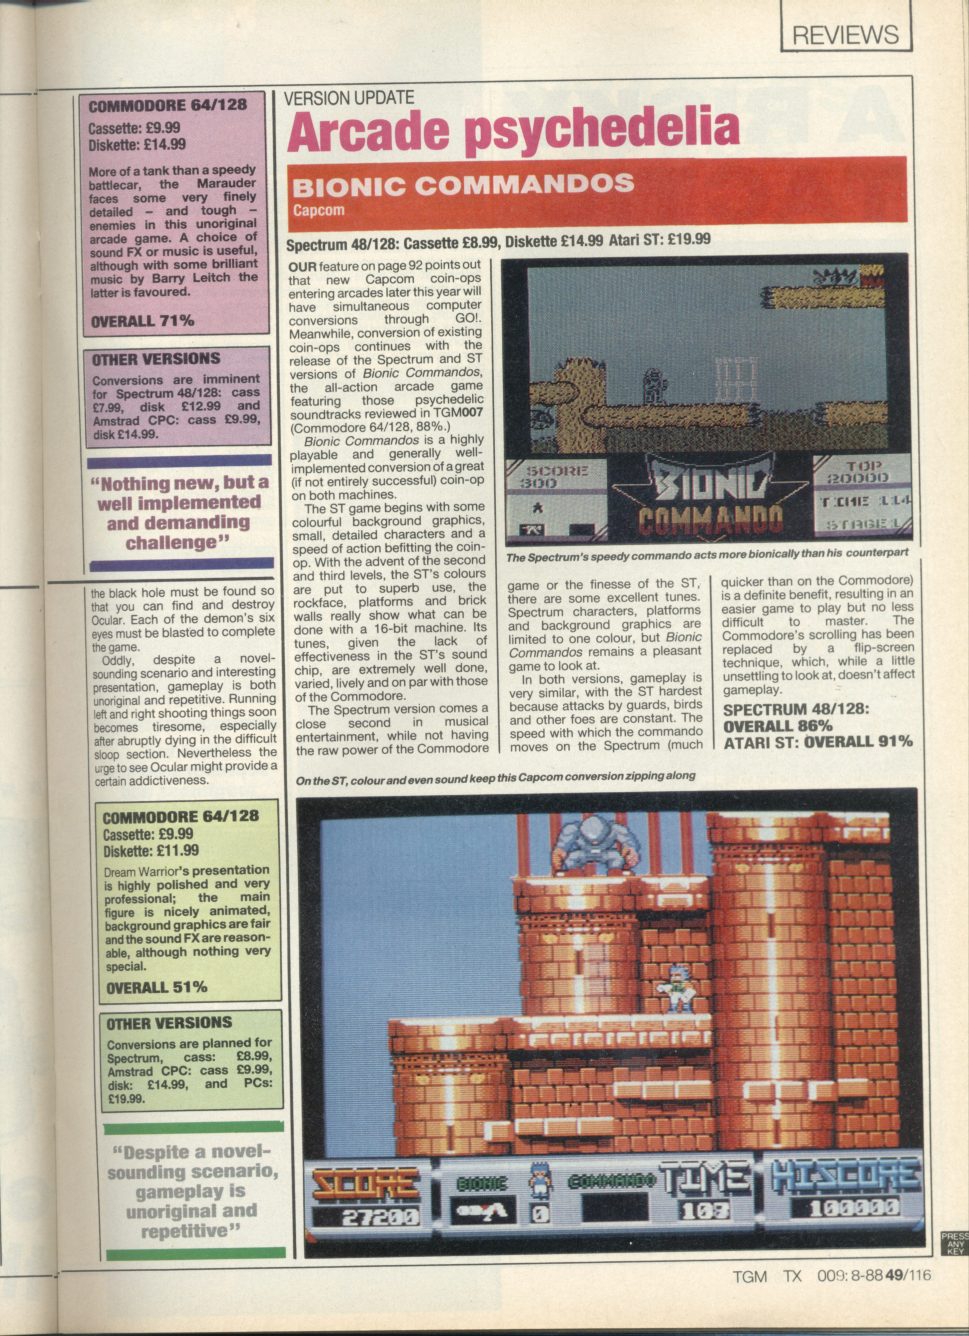 REVIEWS
COMMODORE 64/128
Cassette: £9.99
Diskette: £14.99
More of a tank than a speedy
battlecar, the Marauder
faces some very finely
detailed – and tough –
enemies in this unoriginal
arcade game. A choice of
sound FX or music is useful,
although with some brilliant
music by Barry Leitch the
latter is favoured.
OVERALL 71%
OTHER VERSIONS
Conversions are imminent
for Spectrum 48/128: cass
£7.99, disk £12.99 and
Amstrad CPC: cass £9.99,
disk £14.99.
“Nothing new, but a
well implemented
and demanding
challenge”
the black hole must be found so
that you can find and destroy
Ocular. Each of the demon's six
eyes must be blasted to complete
the game.
Oddly, despite a novel-
sounding scenario and interesting
presentation, gameplay is both
unoriginal and repetitive. Running
left and right shooting things soon
becomes tiresome, especially
after abruptly dying in the difficult
sloop section. Nevertheless the
urge to see Ocular might provide a
certain addictiveness.
COMMODORE 64/128
Cassette: £9.99
Diskette: £11.99
Dream Warrior's presentation
is highly polished and very
professional; the main
figure is nicely animated,
background graphics are fair
and the sound FX are reason-
able, although nothing very
special.
OVERALL 51%
OTHER VERSIONS
Conversions are planned for
Spectrum, cass: £8.99,
Amstrad CPC: cass £9.99,
disk: £14.99, and PCs:
£19.99.
“Despite a novel-
sounding scenario,
gameplay is
unoriginal and
repetitive”
VERSION UPDATE
Arcade psychedelia
BIONIC COMMANDOS
Capcom
Spectrum 48/128: Cassette £8.99, Diskette £14.99 Atari ST: £19.99
OUR feature on page 92 points out
that new Capcom coin-ops
entering arcades later this year will
have simultaneous computer
conversions through GO!.
Meanwhile, conversion of existing
coin-ops continues with the
release of the Spectrum and ST
versions of Bionic Commandos,
the all-action arcade game
featuring those psychedelic
soundtracks reviewed in TGM007
(Commodore 64/128, 88%.)
Bionic Commandos is a highly
playable and generally well-
implemented conversion of a great
(if not entirely successful) coin-op
on both machines.
The ST game begins with some
colourful background graphics,
small, detailed characters and a
speed of action befitting the coin-
op. With the advent of the second
and third levels, the ST's colours
are put to superb use, the
rockface, platforms and brick
walls really show what can be
done with a 16-bit machine. Its
tunes, given the lack of
effectiveness in the ST's sound
chip, are extremely well done,
varied, lively and on par with those
of the Commodore.
The Spectrum version comes a
close second in musical
entertainment, while not having
the raw power of the Commodore
SCORE
300
BIONIC
COMMANDO
TOP
20000
TIME 114
STAGE 1
The Spectrum's speedy commando acts more bionically than his counterpart
game or the finesse of the ST,
there are some excellent tunes.
Spectrum characters, platforms
and background graphics are
limited to one colour, but Bionic
Commandos remains a pleasant
game to look at.
In both versions, gameplay is
very similar, with the ST hardest
because attacks by guards, birds
and other foes are constant. The
speed with which the commando
moves on the Spectrum (much
quicker than on the Commodore)
is a definite benefit, resulting in an
easier game to play but no less
difficult to master. The
Commodore's scrolling has been
replaced by a flip-screen
technique, which, while a little
unsettling to look at, doesn't affect
gameplay.
SPECTRUM 48/128:
OVERALL 86%
ATARI ST: OVERALL 91%
On the ST, colour and even sound keep this Capcom conversion zipping along
SCORE BIONIC COMMANDO TIME HISCORE
27200 0 109 100000
PRESS
ANY
KEY
TGM TX 009: 8-88 49/116